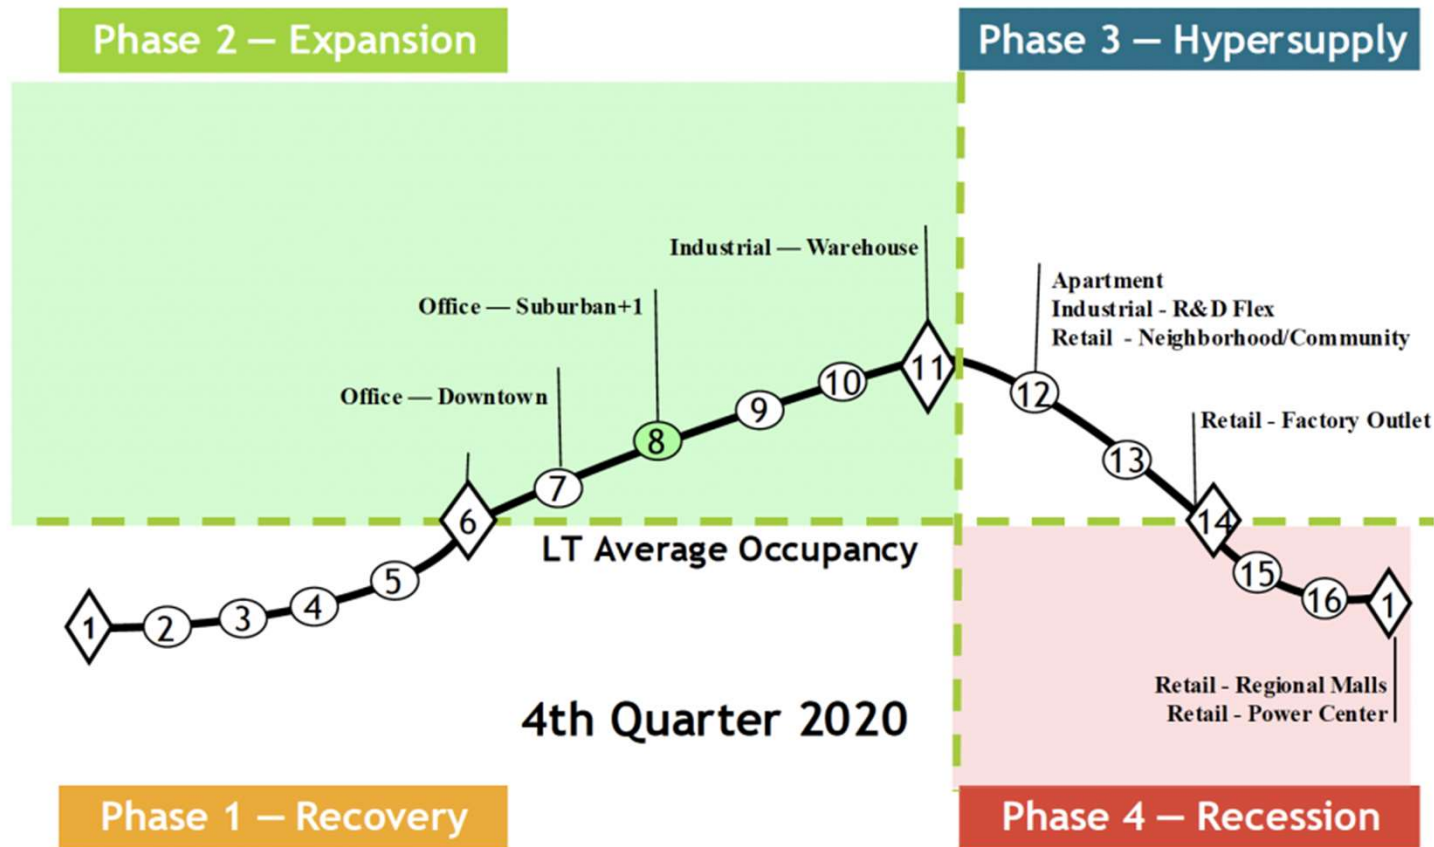 Phase 2 — Expansion
Phase 3 — Hypersupply
Industrial — Warehouse
Office — Suburban+1
Office — Downtown
Apartment
Industrial - R&D Flex
Retail - Neighborhood/Community
Retail - Factory Outlet
1
2
3
4
5
6
7
8
9
10
11
12
13
14
15
16
1
LT Average Occupancy
Retail - Regional Malls
Retail - Power Center
4th Quarter 2020
Phase 1 — Recovery
Phase 4 — Recession